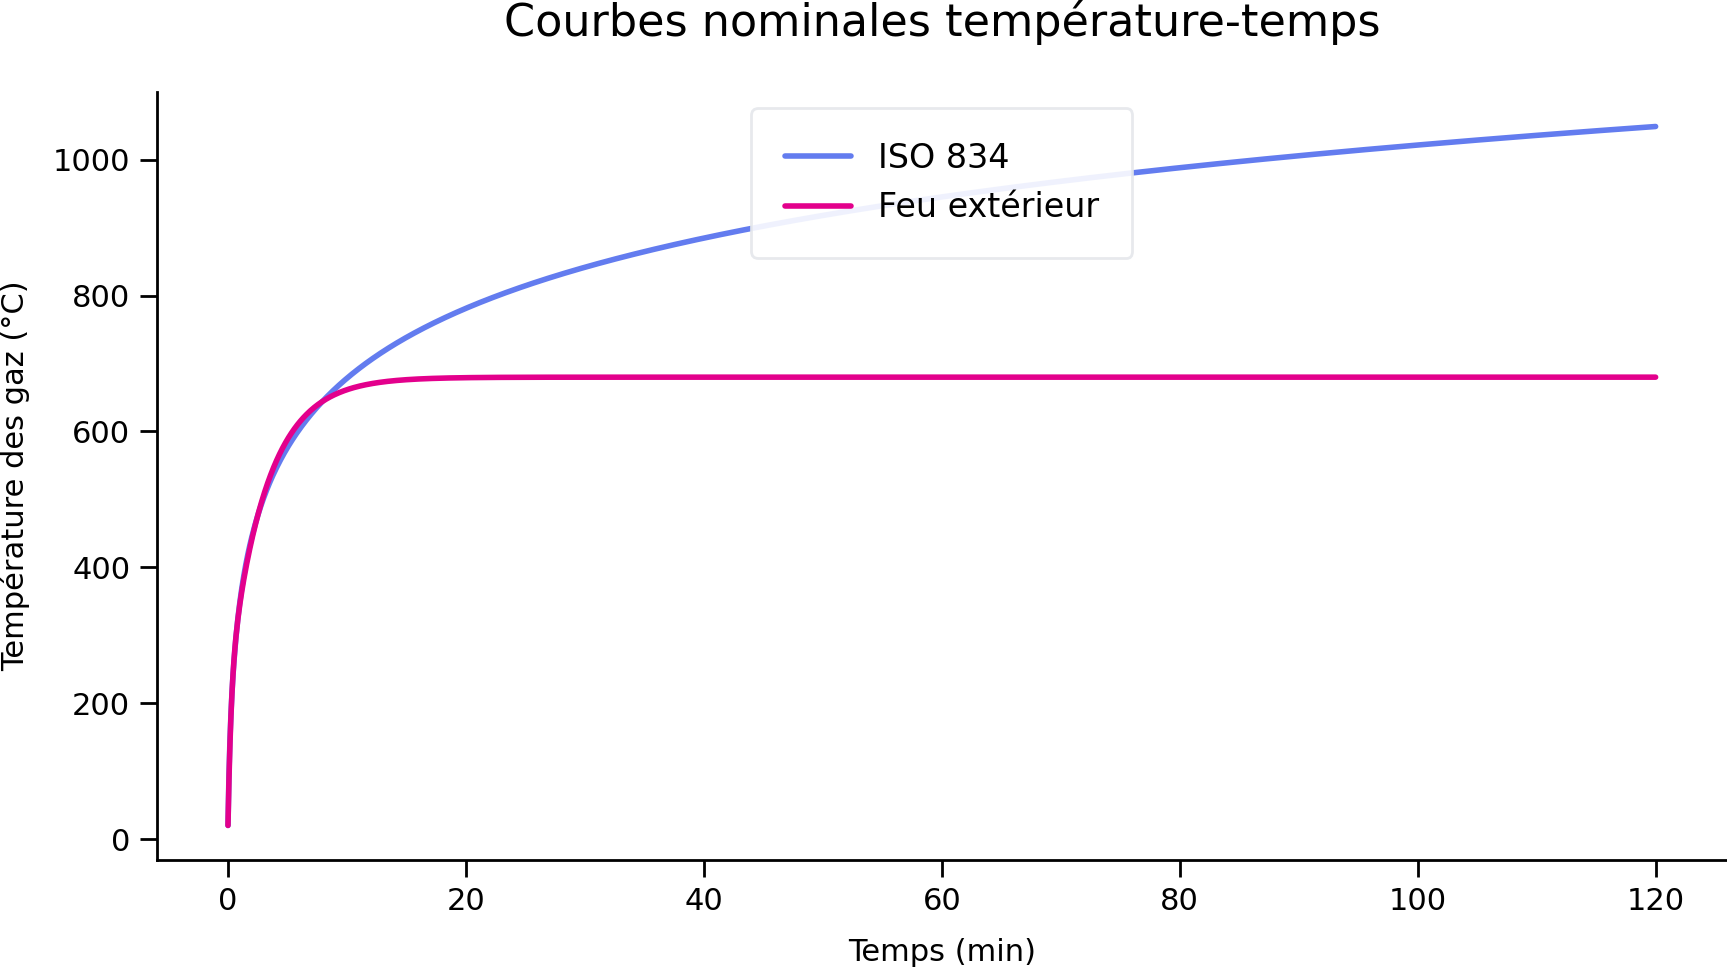 Courbes nominales température-temps
ISO 834
Feu extérieur
Température des gaz (°C)
1000
800
600
400
200
0
0 20 40 60 80 100 120
Temps (min)